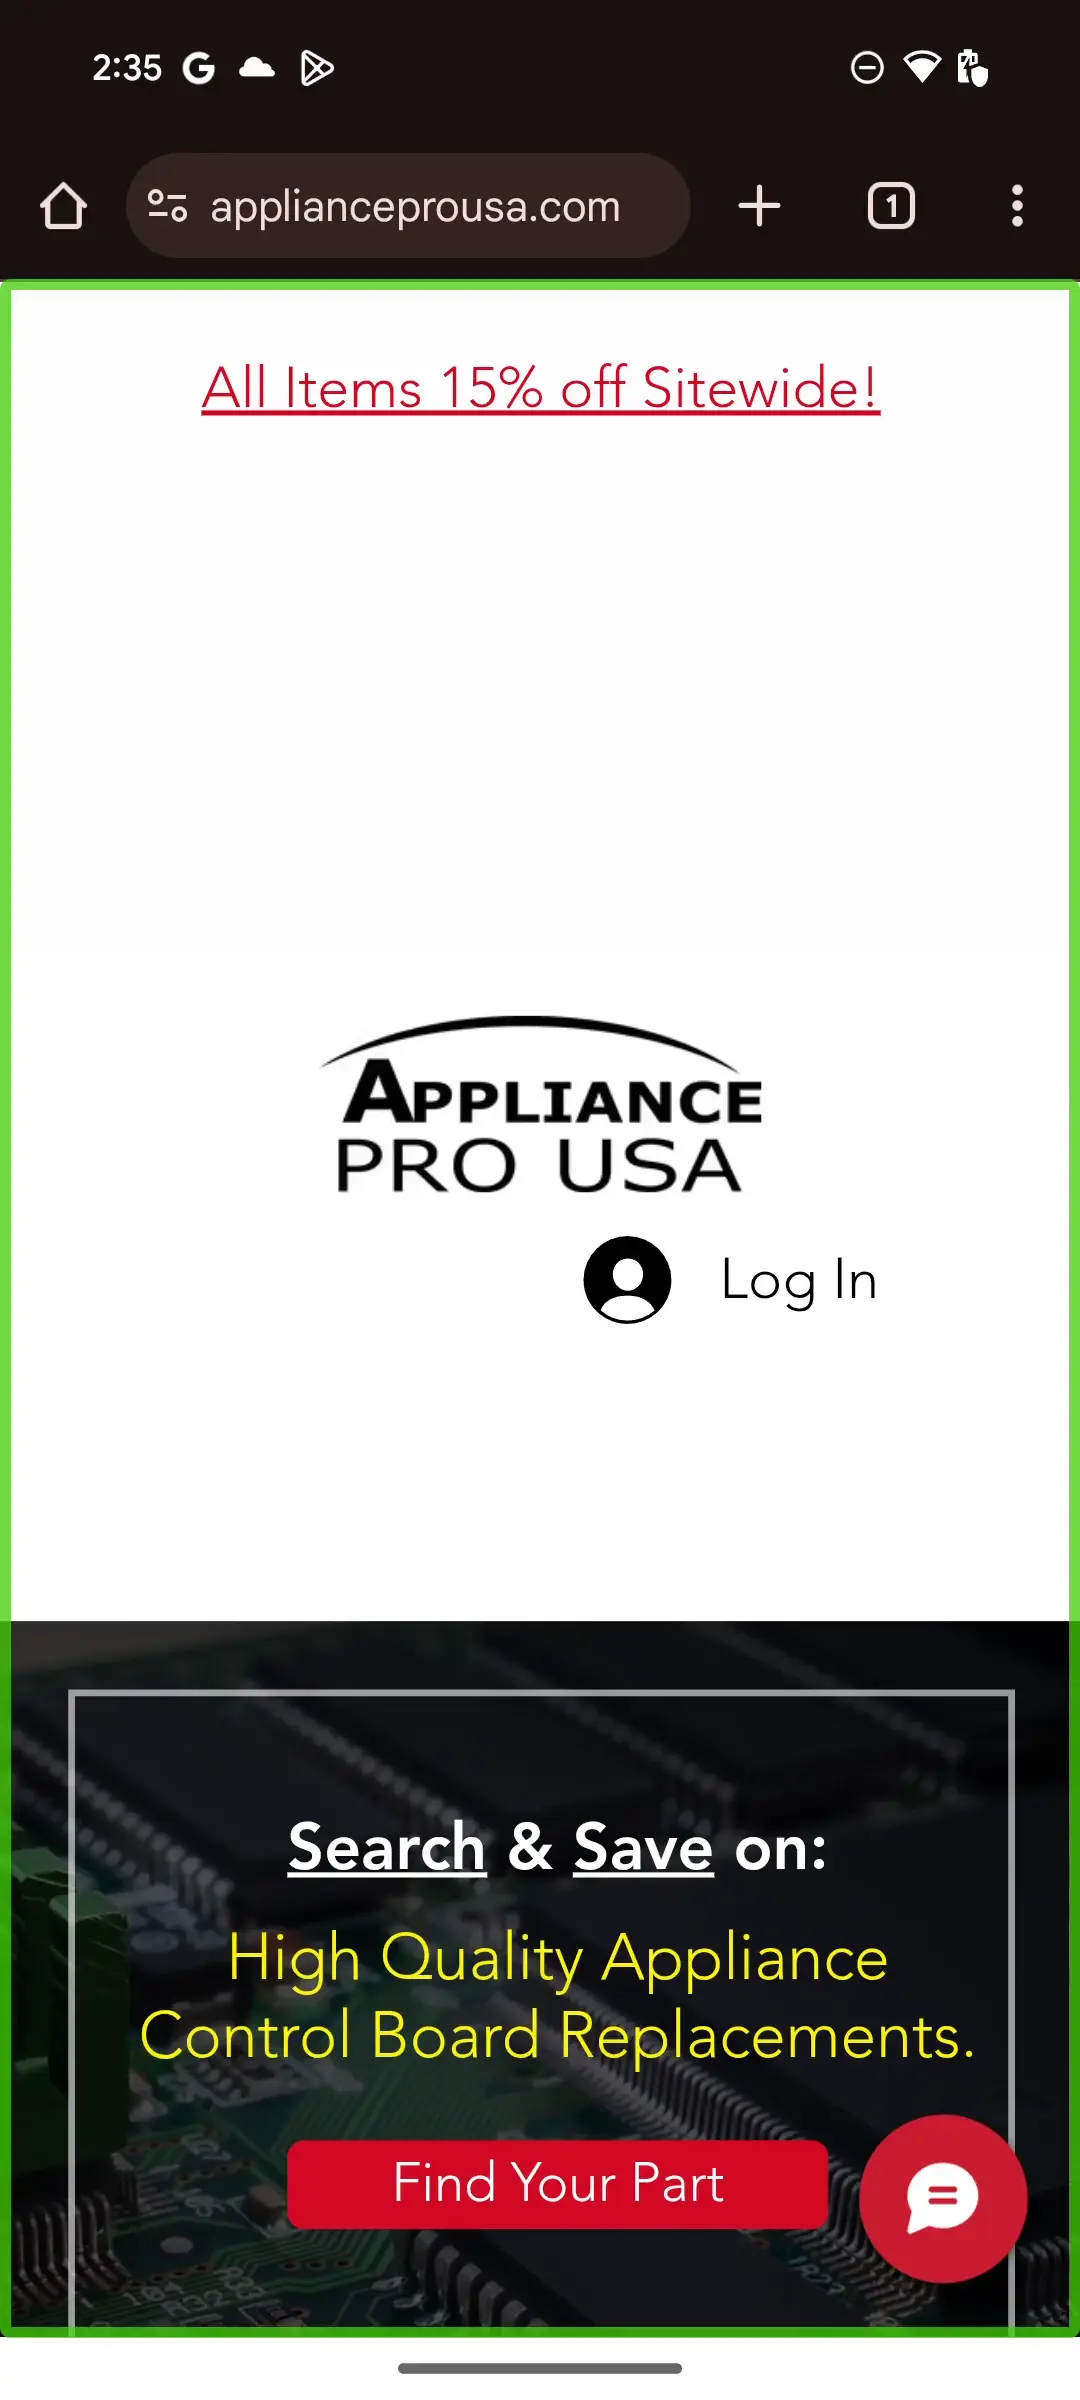 2:35
applianceprousa.com
1
All Items 15% off Sitewide!
APPLIANCE
PRO USA
Log In
Search & Save on:
High Quality Appliance
Control Board Replacements.
Find Your Part